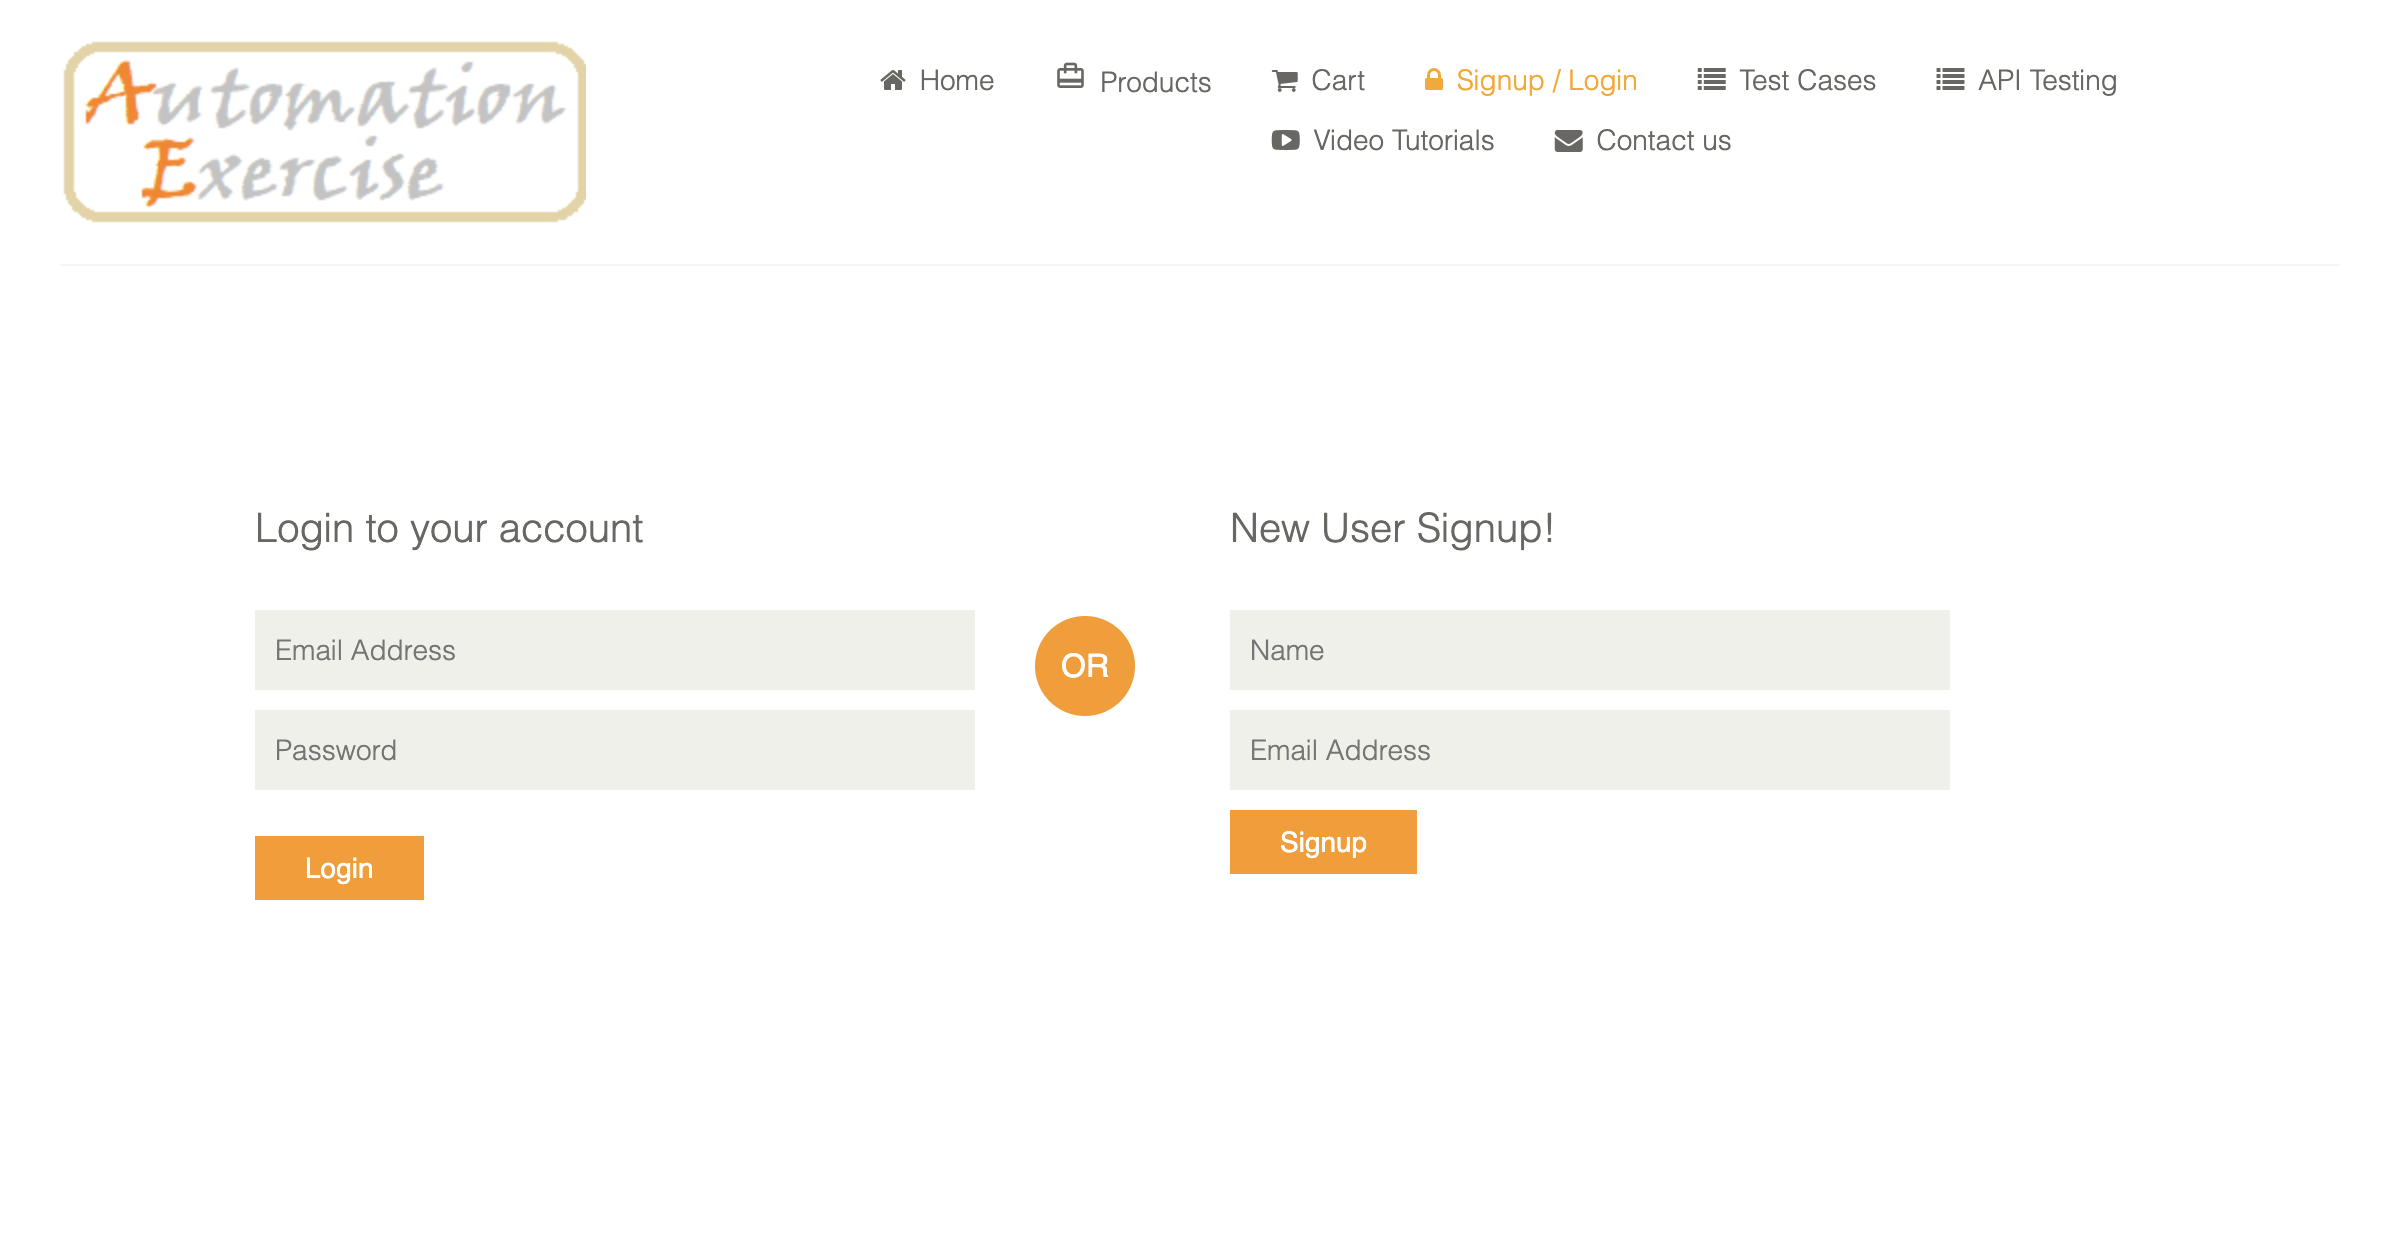 Automation
Exercise
Home Products Cart Signup / Login Test Cases API Testing
Video Tutorials Contact us
Login to your account
Email Address
Password
Login
OR
New User Signup!
Name
Email Address
Signup